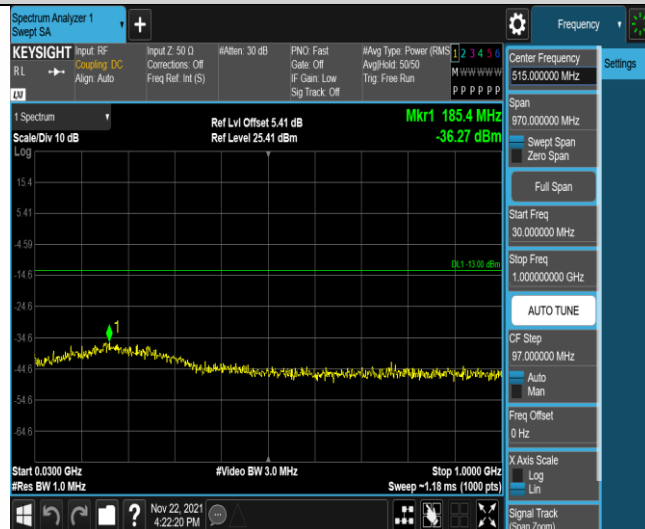 Spectrum Analyzer 1
Swept SA
Frequency
KEYSIGHT
R L
LXI
Input: RF
Coupling: DC
Align: Auto
Input Z: 50 Ω
Corrections: Off
Freq Ref: Int (S)
#Atten: 30 dB
PNO: Fast
Gate: Off
IF Gain: Low
Sig Track: Off
#Avg Type: Power (RMS
Avg|Hold: 50/50
Trig: Free Run
1 2 3 4 5 6
M W W W W W
P P P P P P
Center Frequency
515.000000 MHz
Settings
Span
970.000000 MHz
Swept Span
Zero Span
Full Span
Start Freq
30.000000 MHz
Stop Freq
1.000000000 GHz
AUTO TUNE
CF Step
97.000000 MHz
Auto
Man
Freq Offset
0 Hz
X Axis Scale
Log
Lin
Signal Track
(Span Zoom)
1 Spectrum
Scale/Div 10 dB
Log
Ref Lvl Offset 5.41 dB
Ref Level 25.41 dBm
Mkr1 185.4 MHz
-36.27 dBm
15.4
5.41
-4.59
DL1 -13.00 dBm
-14.6
-24.6
1
-34.6
-44.6
-54.6
-64.6
Start 0.0300 GHz
#Res BW 1.0 MHz
#Video BW 3.0 MHz
Stop 1.0000 GHz
Sweep ~1.18 ms (1000 pts)
?
Nov 22, 2021
4:22:20 PM